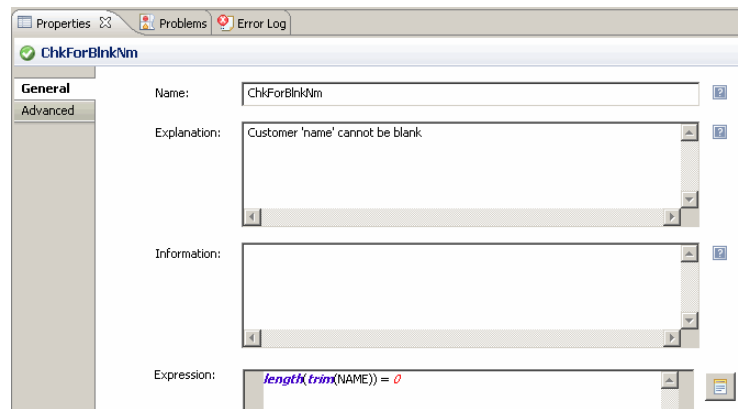 Properties Problems Error Log
ChkForBlnkNm
General
Advanced
Name: ChkForBlnkNm
Explanation: Customer 'name' cannot be blank
Information:
Expression: length(trim(NAME)) = 0